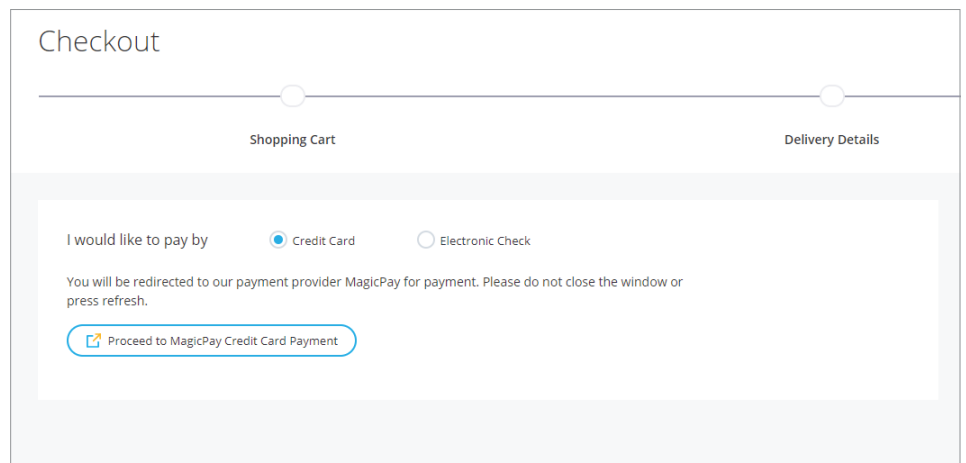 Checkout
Shopping Cart
Delivery Details
I would like to pay by
Credit Card
Electronic Check
You will be redirected to our payment provider MagicPay for payment. Please do not close the window or
press refresh.
Proceed to MagicPay Credit Card Payment